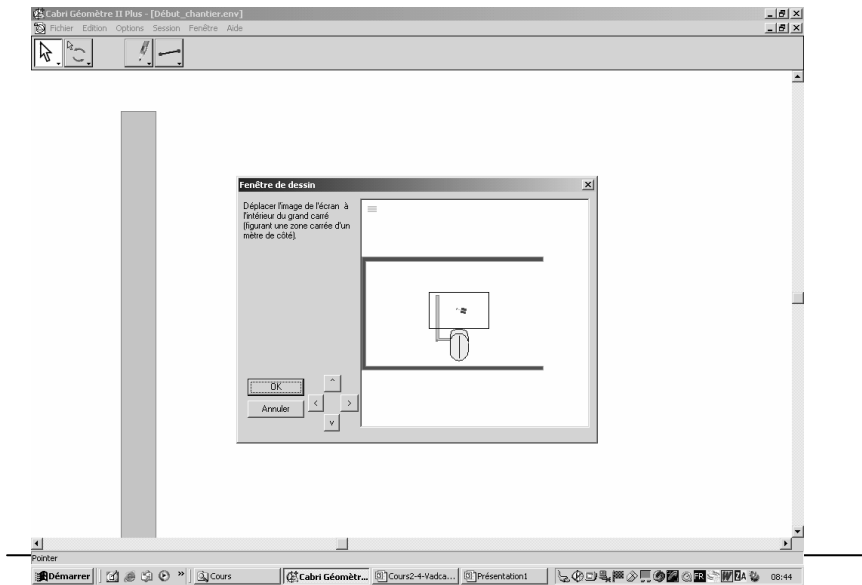 Cabri Géomètre II Plus - [Début_chantier.env]
Fichier Edition Options Session Fenêtre Aide
Fenêtre de dessin
Déplacer l'image de l'écran à
l'intérieur du grand carré
(figurant une zone carrée d'un
mètre de côté).
OK
Annuler
Pointer
Démarrer
Cours
Cabri Géomètr...
Cours2-4-Vadca...
Présentation1
FR
08:44